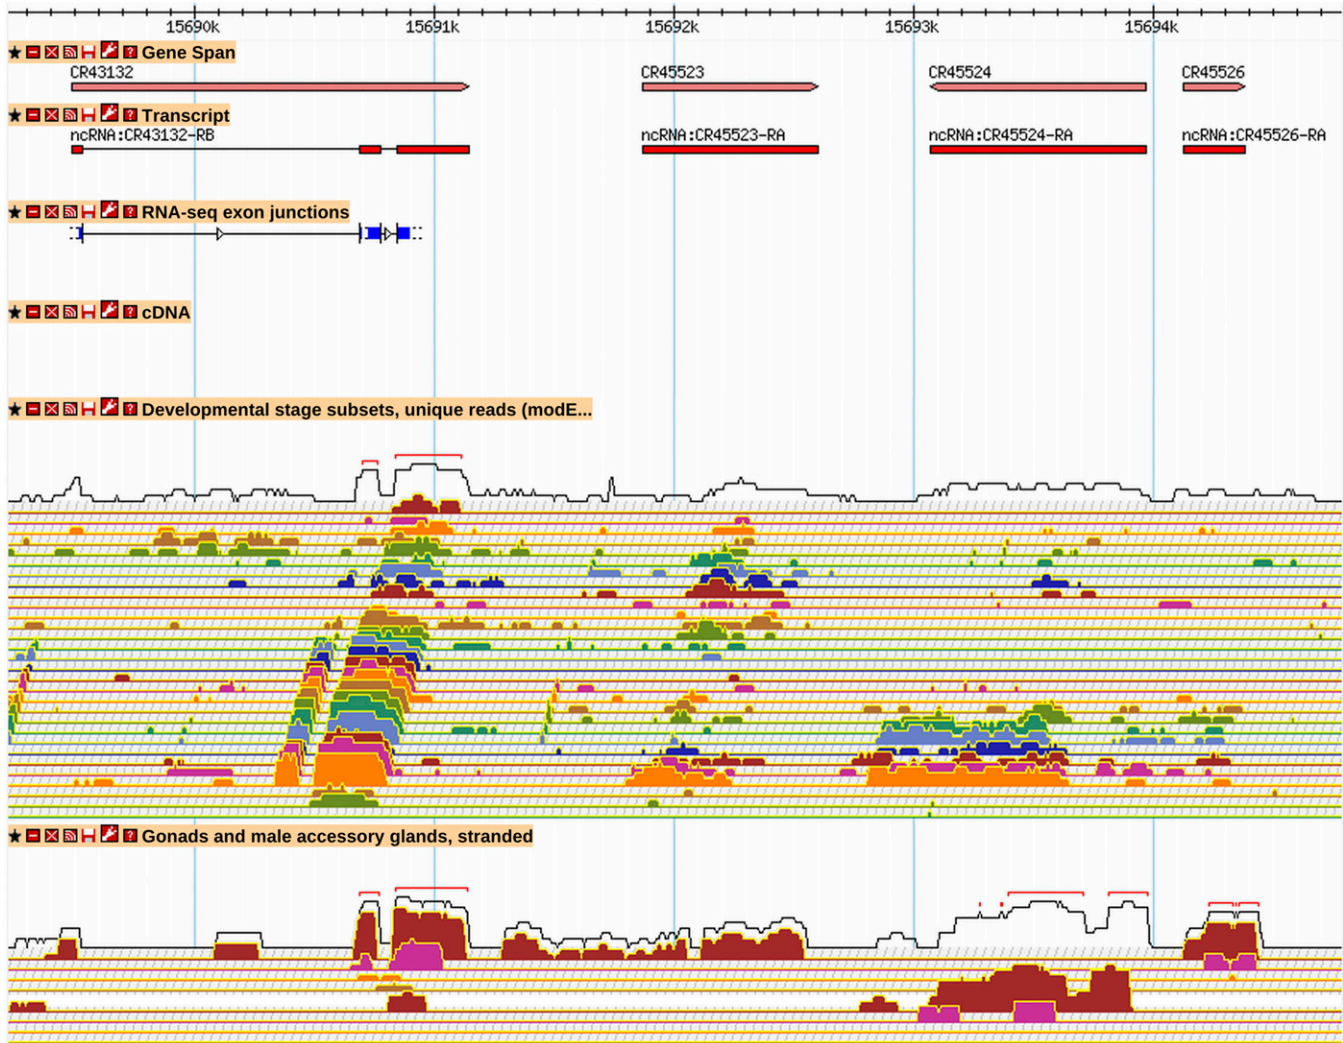 15690k 15691k 15692k 15693k 15694k
Gene Span
CR43132 CR45523 CR45524 CR45526
Transcript
ncRNA:CR43132-RB ncRNA:CR45523-RA ncRNA:CR45524-RA ncRNA:CR45526-RA
RNA-seq exon junctions
cDNA
Developmental stage subsets, unique reads (modE...
Gonads and male accessory glands, stranded